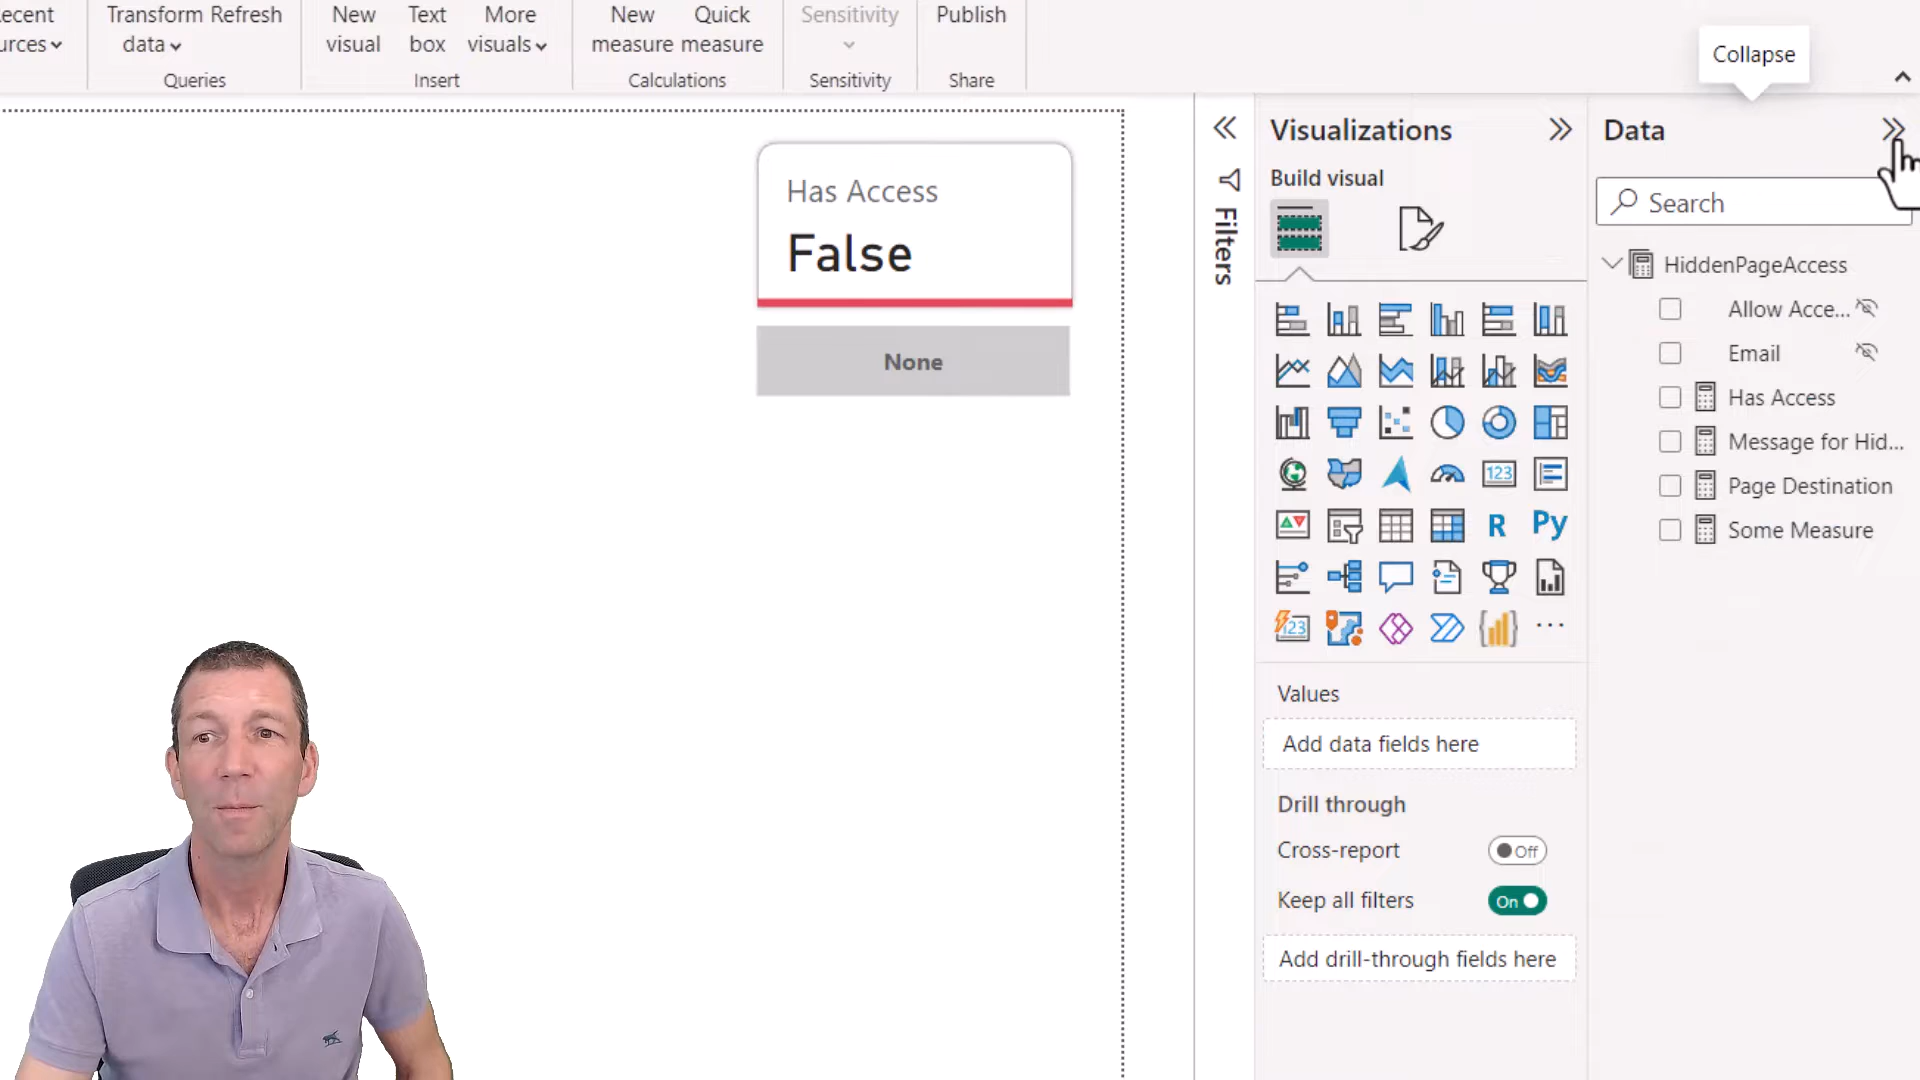 ecent
urces
Transform Refresh
data
Queries
New
visual
Text
box
More
visuals
Insert
New
measure
Quick
measure
Calculations
Sensitivity
Sensitivity
Publish
Share
Collapse
Has Access
False
None
Filters
Visualizations
Build visual
123
R
Py
123
...
Values
Add data fields here
Drill through
Cross-report
Off
Keep all filters
On
Add drill-through fields here
Data
Search
HiddenPageAccess
Allow Acce...
Email
Has Access
Message for Hid...
Page Destination
Some Measure